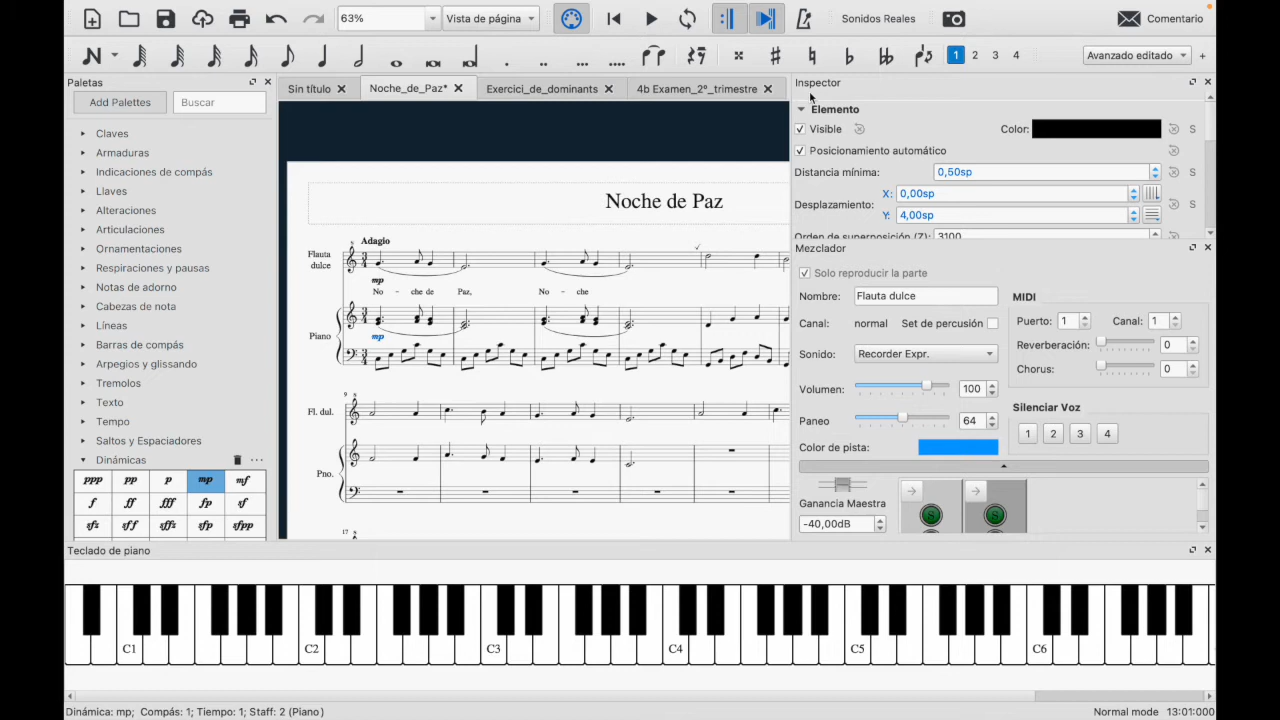 63%
Vista de página
Sonidos Reales
Comentario
1 2 3 4
Avanzado editado
+
Paletas
Add Palettes
Buscar
Claves
Armaduras
Indicaciones de compás
Llaves
Alteraciones
Articulaciones
Ornamentaciones
Respiraciones y pausas
Notas de adorno
Cabezas de nota
Líneas
Barras de compás
Arpegios y glissando
Tremolos
Texto
Tempo
Saltos y Espaciadores
Dinámicas
ppp pp p mp mf
f ff fff fp sf
sfz sff sffz sfp sfpp
Sin título
Noche_de_Paz*
Exercici_de_dominants
4b Examen_2º_trimestre
Noche de Paz
Adagio
Flauta
dulce
mp
No - che de Paz, No - che
Piano
mp
9
Fl. dul.
Pno.
17
Inspector
Elemento
Visible
Color:
S
Posicionamiento automático
Distancia mínima:
0,50sp
S
Desplazamiento:
X:
0,00sp
Y:
4,00sp
S
Orden de superposición (Z):
3100
S
Mezclador
Solo reproducir la parte
Nombre:
Flauta dulce
Canal:
normal
Set de percusión
Sonido:
Recorder Expr.
Volumen:
100
Paneo
64
Color de pista:
MIDI
Puerto:
1
Canal:
1
Reverberación:
0
Chorus:
0
Silenciar Voz
1 2 3 4
Ganancia Maestra
-40,00dB
S S
Teclado de piano
C1 C2 C3 C4 C5 C6
Dinámica: mp; Compás: 1; Tiempo: 1; Staff: 2 (Piano)
Normal mode
13:01:000